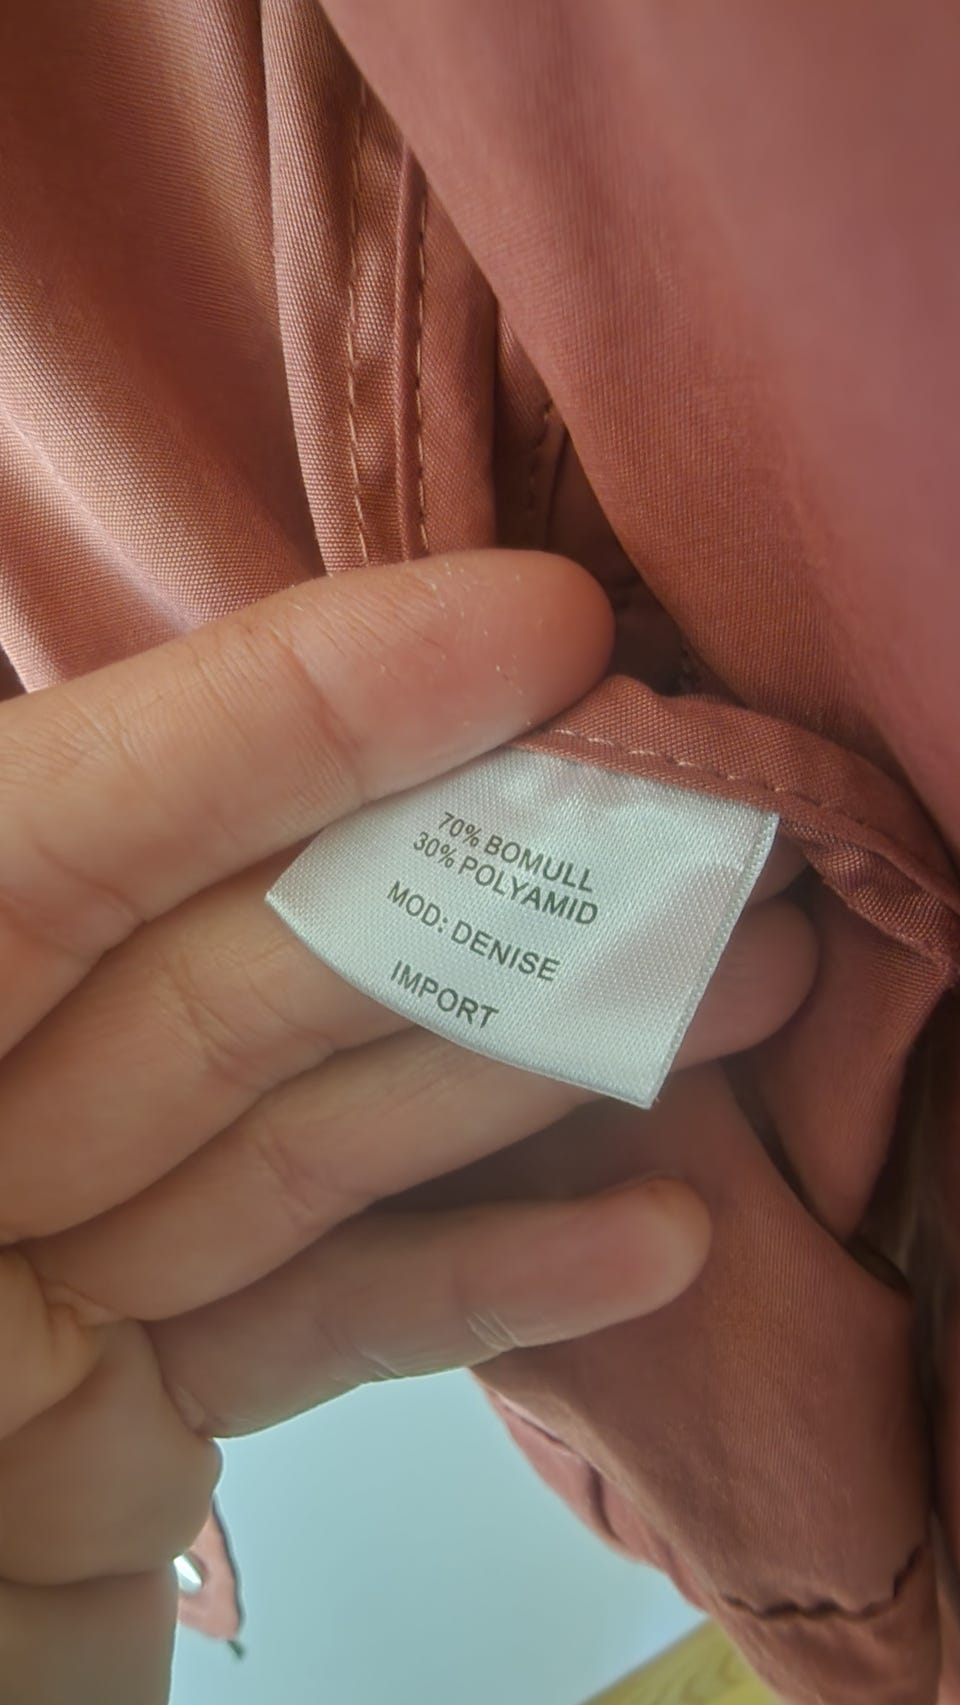 70% BOMULL
30% POLYAMID
MOD: DENISE
IMPORT